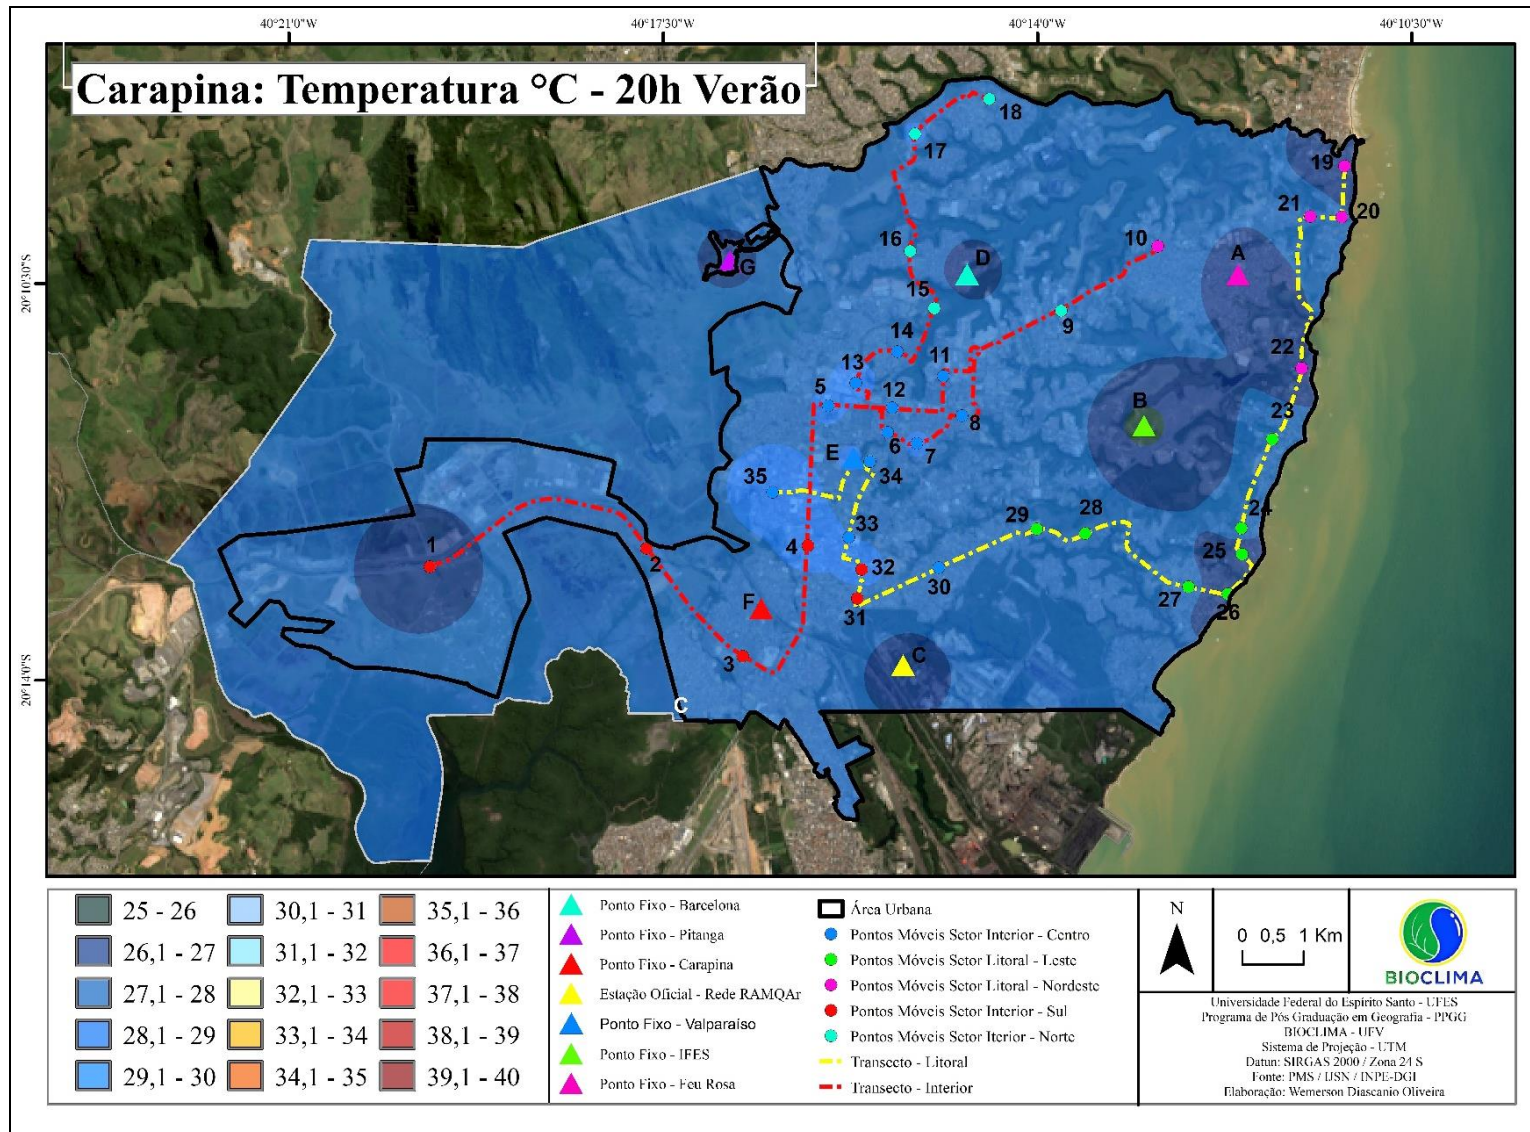 40°21'0"W
40°17'30"W
40°14'0"W
40°10'30"W
Carapina: Temperatura °C - 20h Verão
20°10'30"S
20°14'0"S
18
17
19
21
20
16
10
D
A
G
15
9
14
22
11
13
5
12
B
23
8
6
7
E
34
35
24
29
28
33
1
4
25
2
32
30
27
F
26
31
3
C
C
25 - 26
26,1 - 27
27,1 - 28
28,1 - 29
29,1 - 30
30,1 - 31
31,1 - 32
32,1 - 33
33,1 - 34
34,1 - 35
35,1 - 36
36,1 - 37
37,1 - 38
38,1 - 39
39,1 - 40
Ponto Fixo - Barcelona
Ponto Fixo - Pitanga
Ponto Fixo - Carapina
Estação Oficial - Rede RAMQAr
Ponto Fixo - Valparaíso
Ponto Fixo - IFES
Ponto Fixo - Feu Rosa
Área Urbana
Pontos Móveis Setor Interior - Centro
Pontos Móveis Setor Litoral - Leste
Pontos Móveis Setor Litoral - Nordeste
Pontos Móveis Setor Interior - Sul
Pontos Móveis Setor Iterior - Norte
Transecto - Litoral
Transecto - Interior
N
0 0,5 1 Km
BIOCLIMA
Universidade Federal do Espírito Santo - UFES
Programa de Pós Graduação em Geografia - PPGG
BIOCLIMA - UFV
Sistema de Projeção - UTM
Datun: SIRGAS 2000 / Zona 24 S
Fonte: PMS / IJSN / INPE-DGI
Elaboração: Wemerson Diascanio Oliveira